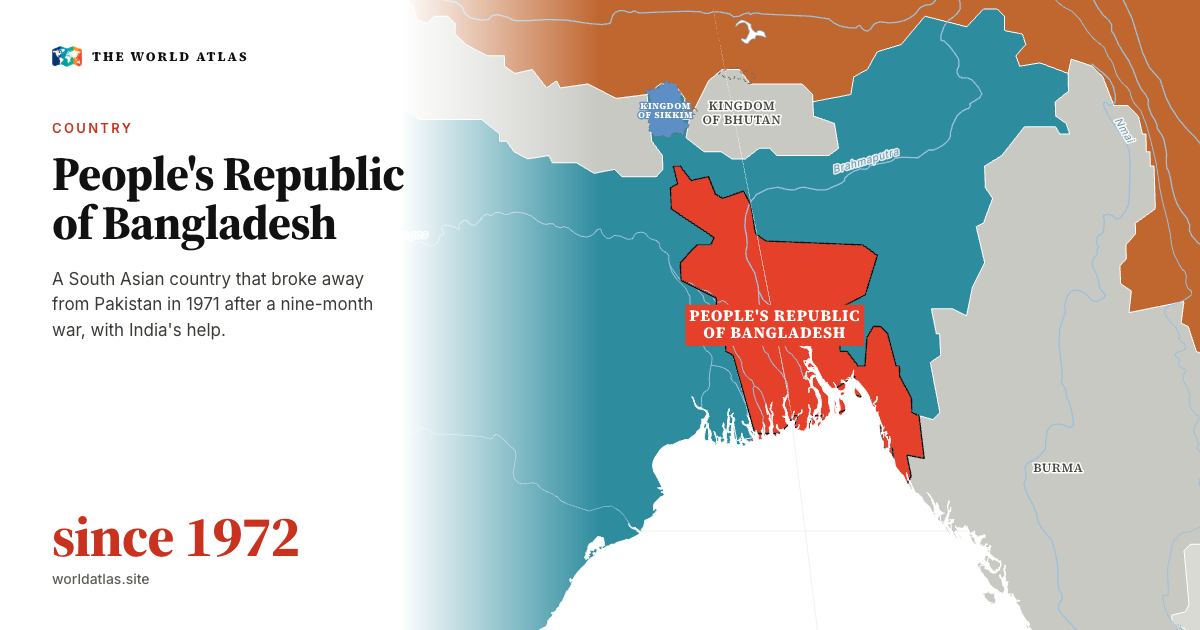 THE WORLD ATLAS
COUNTRY
People's Republic
of Bangladesh
A South Asian country that broke away
from Pakistan in 1971 after a nine-month
war, with India's help.
since 1972
worldatlas.site
KINGDOM
OF SIKKIM
KINGDOM
OF BHUTAN
Brahmaputra
Nmai
PEOPLE'S REPUBLIC
OF BANGLADESH
BURMA